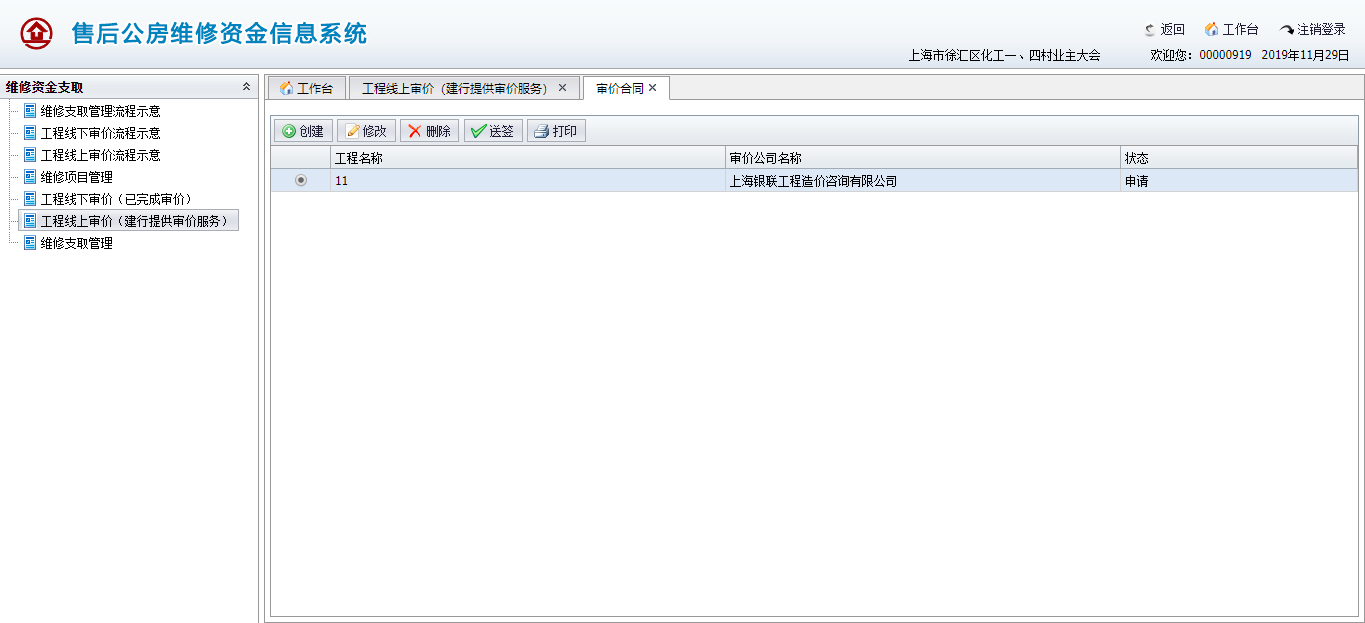 售后公房维修资金信息系统
返回 工作台 注销登录
上海市徐汇区化工一、四村业主大会 欢迎您：00000919 2019年11月29日
维修资金支取
维修支取管理流程示意
工程线下审价流程示意
工程线上审价流程示意
维修项目管理
工程线下审价（已完成审价）
工程线上审价（建行提供审价服务）
维修支取管理
工作台 工程线上审价（建行提供审价服务） 审价合同
创建 修改 删除 送签 打印
工程名称 审价公司名称 状态
11 上海银联工程造价咨询有限公司 申请